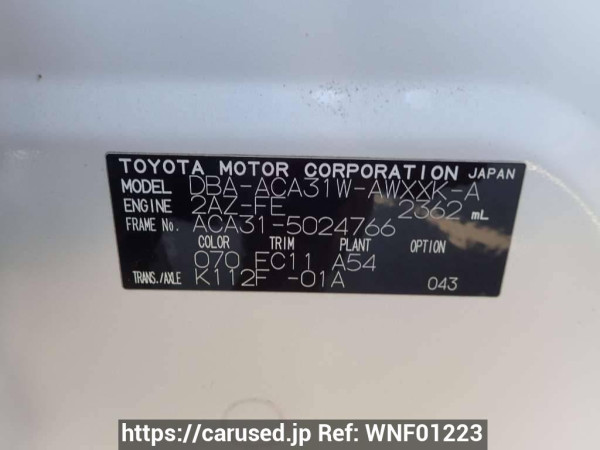 TOYOTA MOTOR CORPORATION JAPAN
MODEL DBA-ACA31W-AWXXK-A
ENGINE 2AZ-FE 2362 mL
FRAME No. ACA31-5024766
COLOR TRIM PLANT OPTION
070 FC11 A54
TRANS./AXLE K112F -01A 043
https://carused.jp Ref: WNF01223